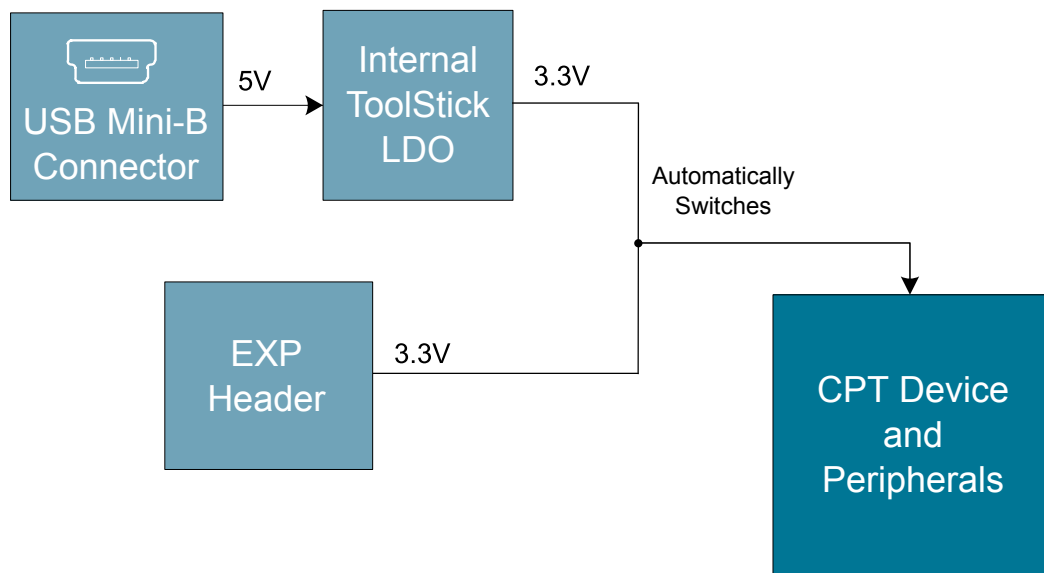 USB Mini-B
Connector
5V
Internal
ToolStick
LDO
3.3V
Automatically
Switches
EXP
Header
3.3V
CPT Device
and
Peripherals